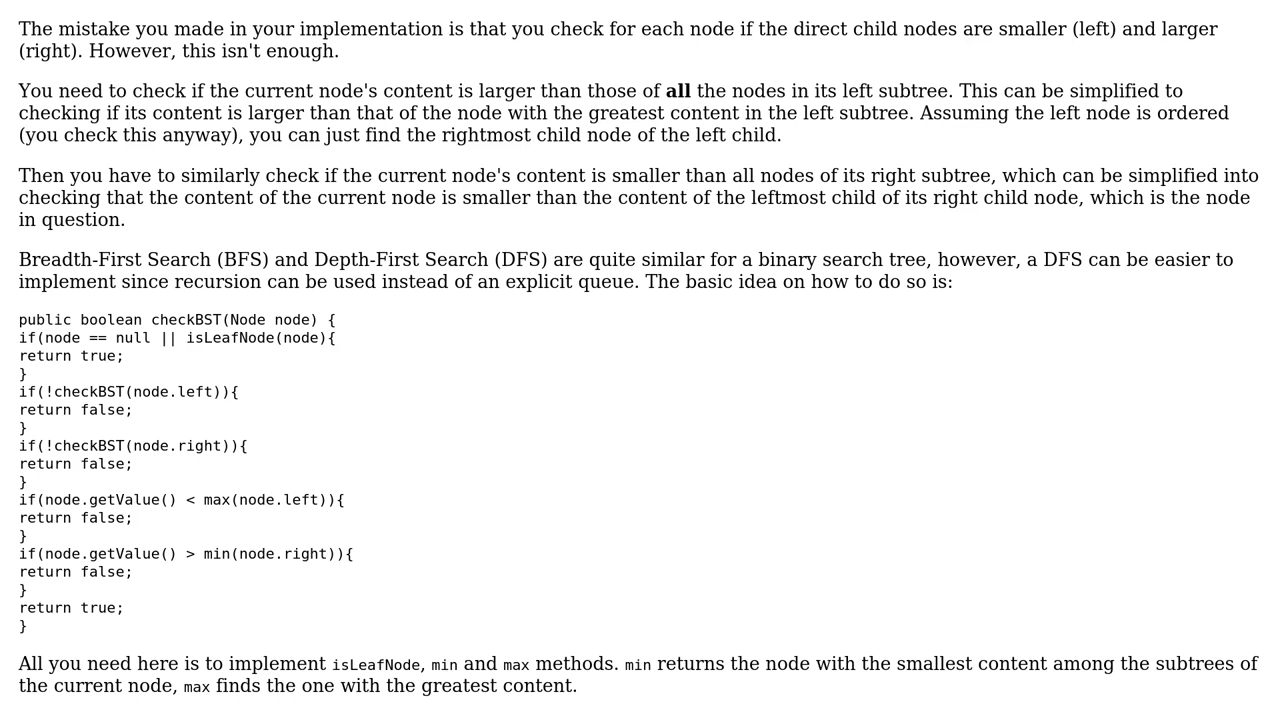 The mistake you made in your implementation is that you check for each node if the direct child nodes are smaller (left) and larger
(right). However, this isn't enough.
You need to check if the current node's content is larger than those of all the nodes in its left subtree. This can be simplified to
checking if its content is larger than that of the node with the greatest content in the left subtree. Assuming the left node is ordered
(you check this anyway), you can just find the rightmost child node of the left child.
Then you have to similarly check if the current node's content is smaller than all nodes of its right subtree, which can be simplified into
checking that the content of the current node is smaller than the content of the leftmost child of its right child node, which is the node
in question.
Breadth-First Search (BFS) and Depth-First Search (DFS) are quite similar for a binary search tree, however, a DFS can be easier to
implement since recursion can be used instead of an explicit queue. The basic idea on how to do so is:
public boolean checkBST(Node node) {
if(node == null || isLeafNode(node){
return true;
}
if(!checkBST(node.left)){
return false;
}
if(!checkBST(node.right)){
return false;
}
if(node.getValue() < max(node.left)){
return false;
}
if(node.getValue() > min(node.right)){
return false;
}
return true;
}
All you need here is to implement isLeafNode, min and max methods. min returns the node with the smallest content among the subtrees of
the current node, max finds the one with the greatest content.